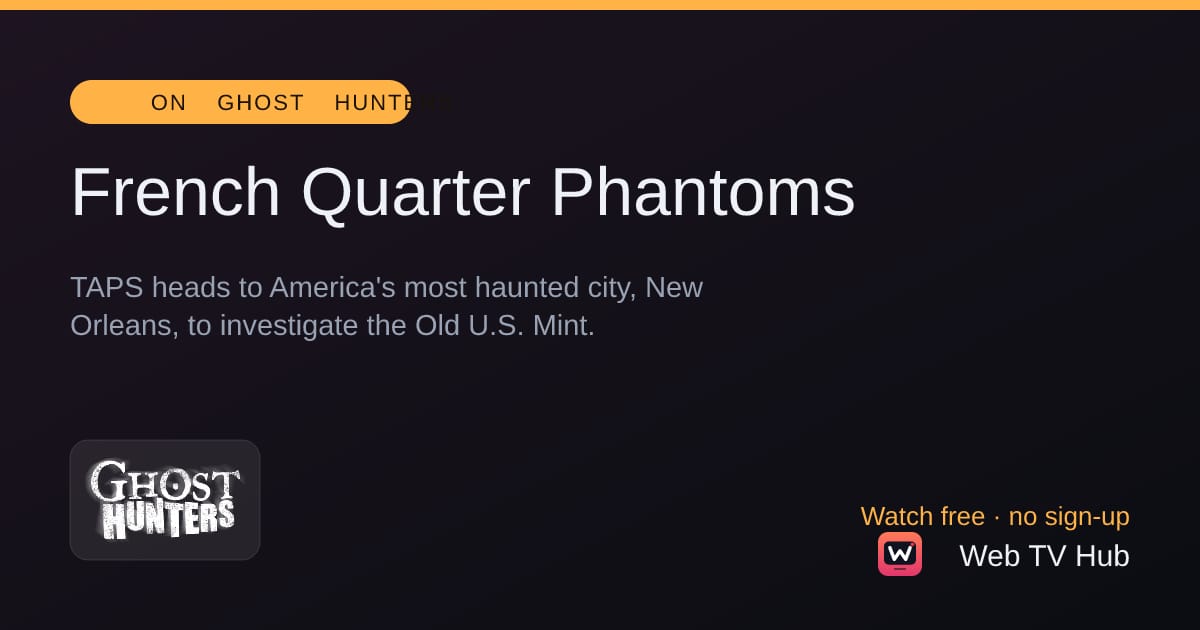 ON GHOST HUNTERS
French Quarter Phantoms
TAPS heads to America's most haunted city, New
Orleans, to investigate the Old U.S. Mint.
GHOST
HUNTERS
Watch free · no sign-up
W
Web TV Hub